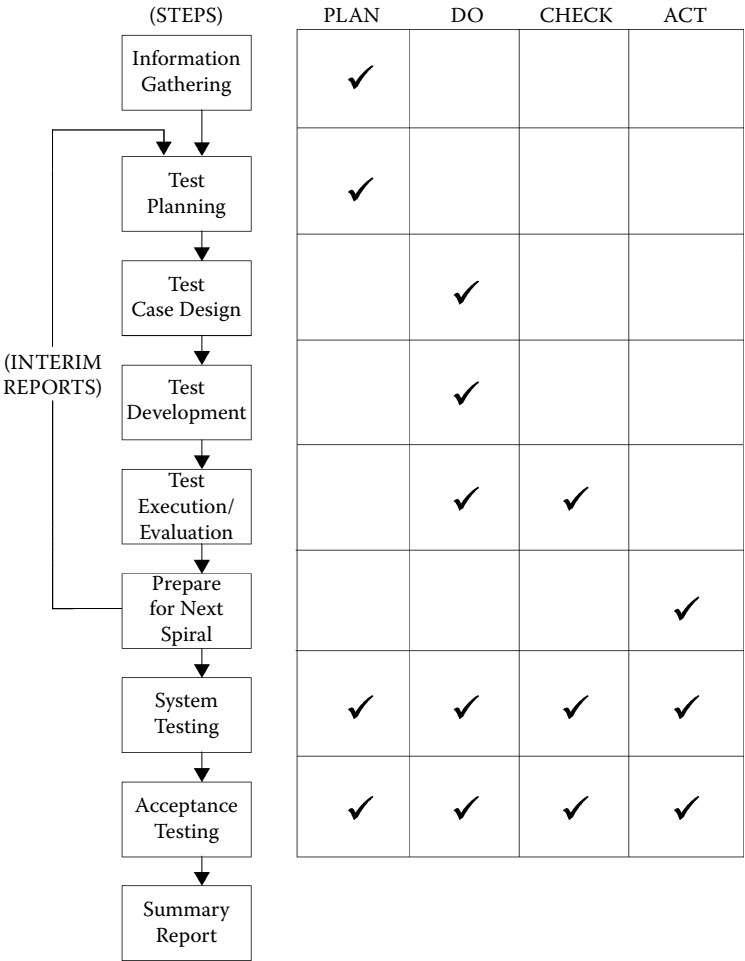 (STEPS) PLAN DO CHECK ACT
Information
Gathering
Test
Planning
Test
Case Design
(INTERIM
REPORTS)
Test
Development
Test
Execution/
Evaluation
Prepare
for Next
Spiral
System
Testing
Acceptance
Testing
Summary
Report